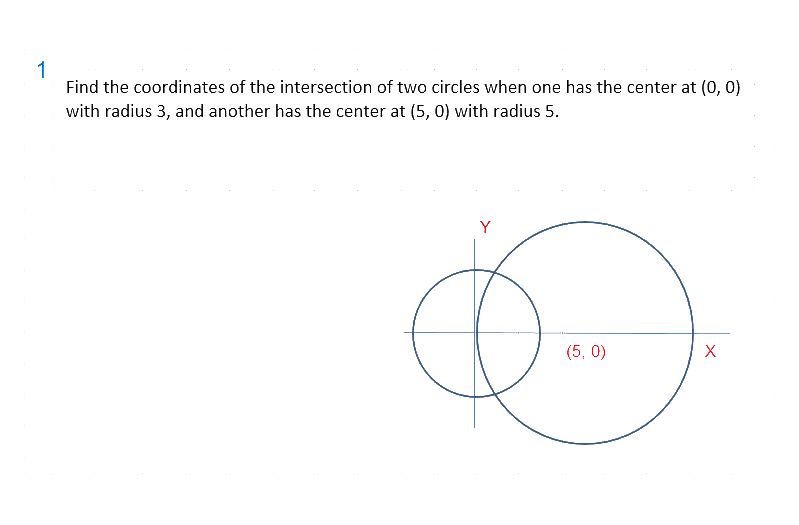 1
Find the coordinates of the intersection of two circles when one has the center at (0, 0)
with radius 3, and another has the center at (5, 0) with radius 5.
Y
(5, 0)
X